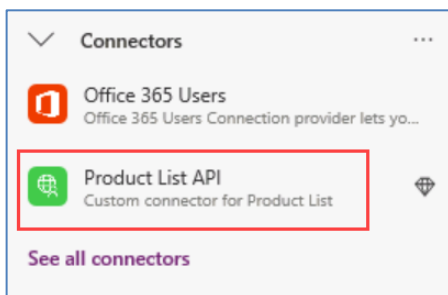 Connectors
Office 365 Users
Office 365 Users Connection provider lets yo...
Product List API
Custom connector for Product List
See all connectors